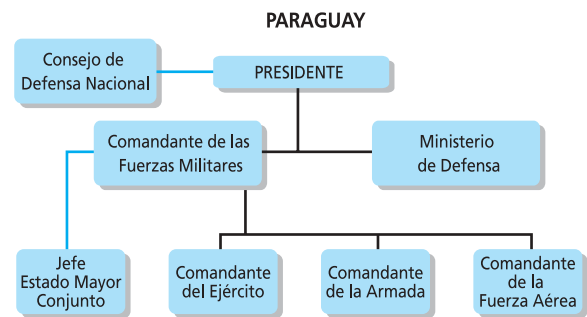 PARAGUAY
Consejo de
Defensa Nacional
PRESIDENTE
Comandante de las
Fuerzas Militares
Ministerio
de Defensa
Jefe
Estado Mayor
Conjunto
Comandante
del Ejército
Comandante
de la Armada
Comandante
de la
Fuerza Aérea